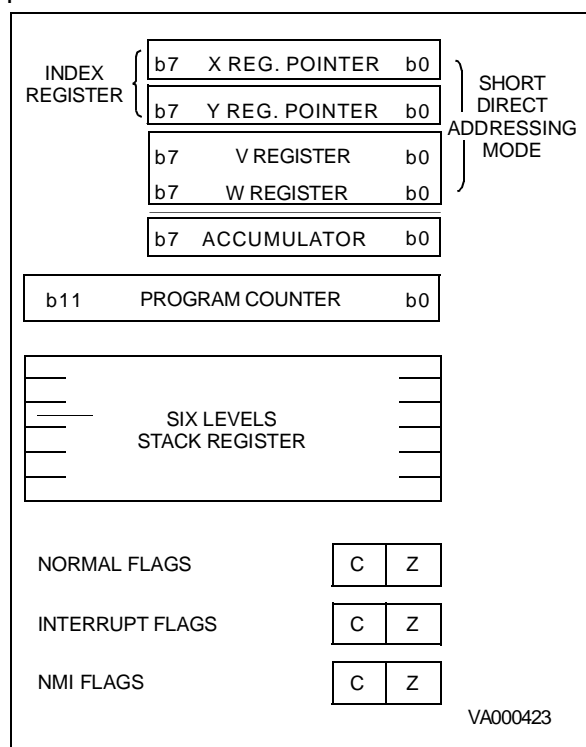 INDEX
REGISTER
b7 X REG. POINTER b0
b7 Y REG. POINTER b0
b7 V REGISTER b0
b7 W REGISTER b0
SHORT
DIRECT
ADDRESSING
MODE
b7 ACCUMULATOR b0
b11 PROGRAM COUNTER b0
SIX LEVELS
STACK REGISTER
NORMAL FLAGS C Z
INTERRUPT FLAGS C Z
NMI FLAGS C Z
VA000423